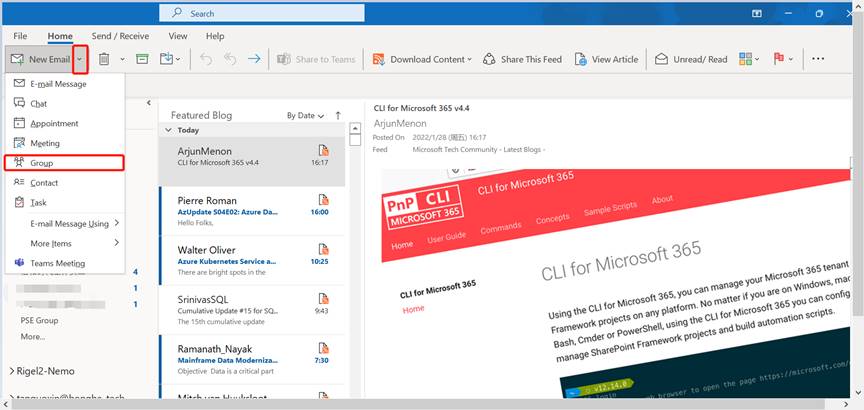 Search
File Home Send / Receive View Help
New Email Share to Teams Download Content Share This Feed View Article Unread/ Read
E-mail Message
Chat
Appointment
Meeting
Group
Contact
Task
E-mail Message Using
More Items
Teams Meeting
4
1
1
PSE Group
More...
Rigel2-Nemo
Featured Blog By Date
Today
ArjunMenon
CLI for Microsoft 365 v4.4 16:17
Pierre Roman
AzUpdate S04E02: Azure Da... 16:00
Hello Folks,
Walter Oliver
Azure Kubernetes Service a... 10:25
There are bright spots in the
SrinivasSQL
Cumulative Update #15 for SQ... 9:43
The 15th cumulative update
Ramanath_Nayak
Mainframe Data Moderniza... 7:30
Objective Data is a critical part
CLI for Microsoft 365 v4.4
ArjunMenon
Posted On 2022/1/28 (周五) 16:17
Feed Microsoft Tech Community - Latest Blogs -
PnP CLI
MICROSOFT 365
CLI for Microsoft 365
Home User Guide Commands Concepts Sample Scripts About
CLI for Microsoft 365
Home
CLI for Microsoft 365
Using the CLI for Microsoft 365, you can manage your Microsoft 365 tenant
Framework projects on any platform. No matter if you are on Windows, mac
Bash, Cmder or PowerShell, using the CLI for Microsoft 365 you can config
manage SharePoint Framework projects and build automation scripts.
~ v12.14.0
login
browser to open the page https://microsoft.com/